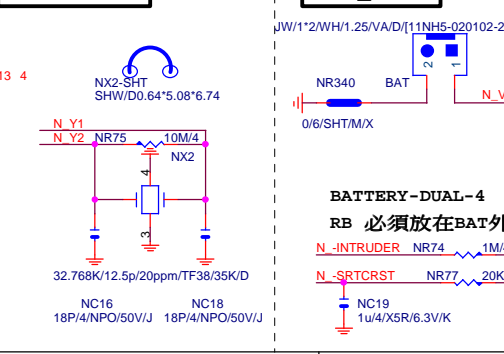 JW/1*2/WH/1.25/VA/D/[11NH5-020102-2
13 4
NX2-SHT
SHW/D0.64*5.08*6.74
2
1
NR340
BAT
N_V
0/6/SHT/M/X
N_Y1
N_Y2
NR75
10M/4
NX2
4
3
BATTERY-DUAL-4
RB 必須放在BAT外
N_-INTRUDER
NR74
1M/
N_-SRTCRST
NR77
20K
32.768K/12.5p/20ppm/TF38/35K/D
NC16
18P/4/NPO/50V/J
NC18
18P/4/NPO/50V/J
NC19
1u/4/X5R/6.3V/K